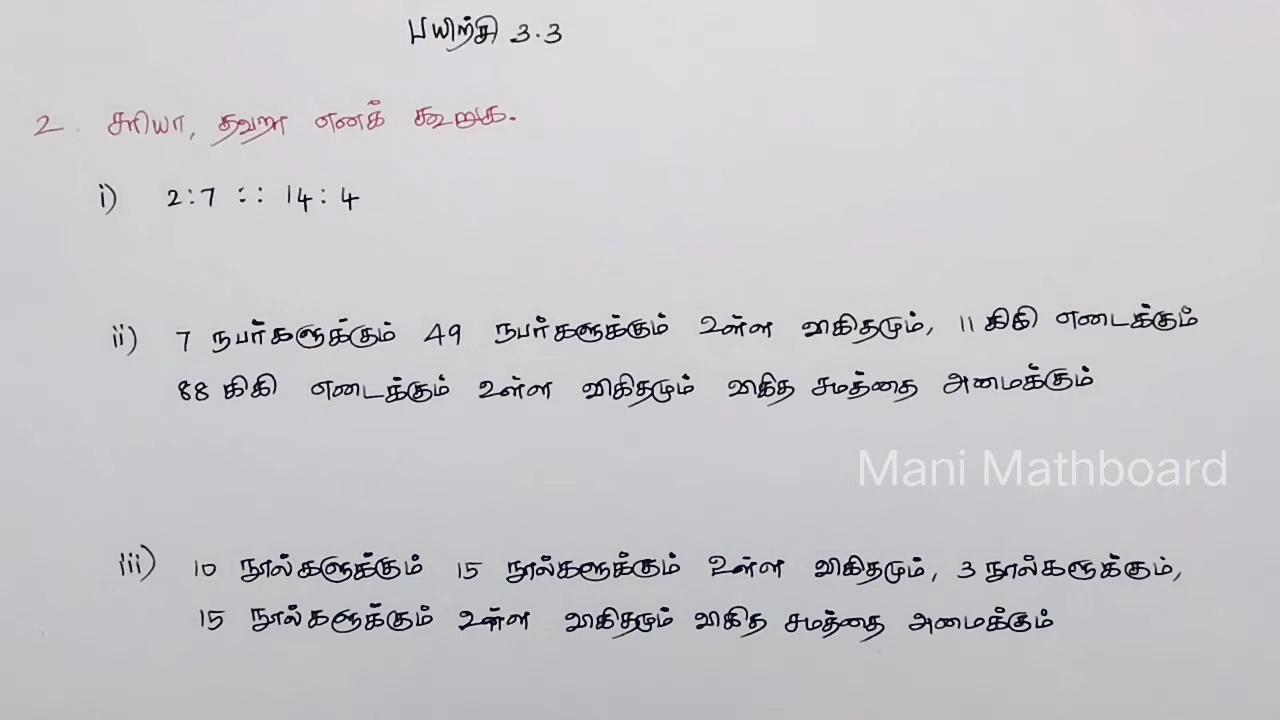 பயிற்சி 3.3
2. சரியா, தவறா எனக் கூறுக.
i) 2:7 :: 14:4
ii) 7 நபர்களுக்கும் 49 நபர்களுக்கும் உள்ள விகிதமும், 11 கிகி எடைக்கும்
88 கிகி எடைக்கும் உள்ள விகிதமும் விகித சமத்தை அமைக்கும்
Mani Mathboard
iii) 10 நூல்களுக்கும் 15 நூல்களுக்கும் உள்ள விகிதமும், 3 நூல்களுக்கும்,
15 நூல்களுக்கும் உள்ள விகிதமும் விகித சமத்தை அமைக்கும்